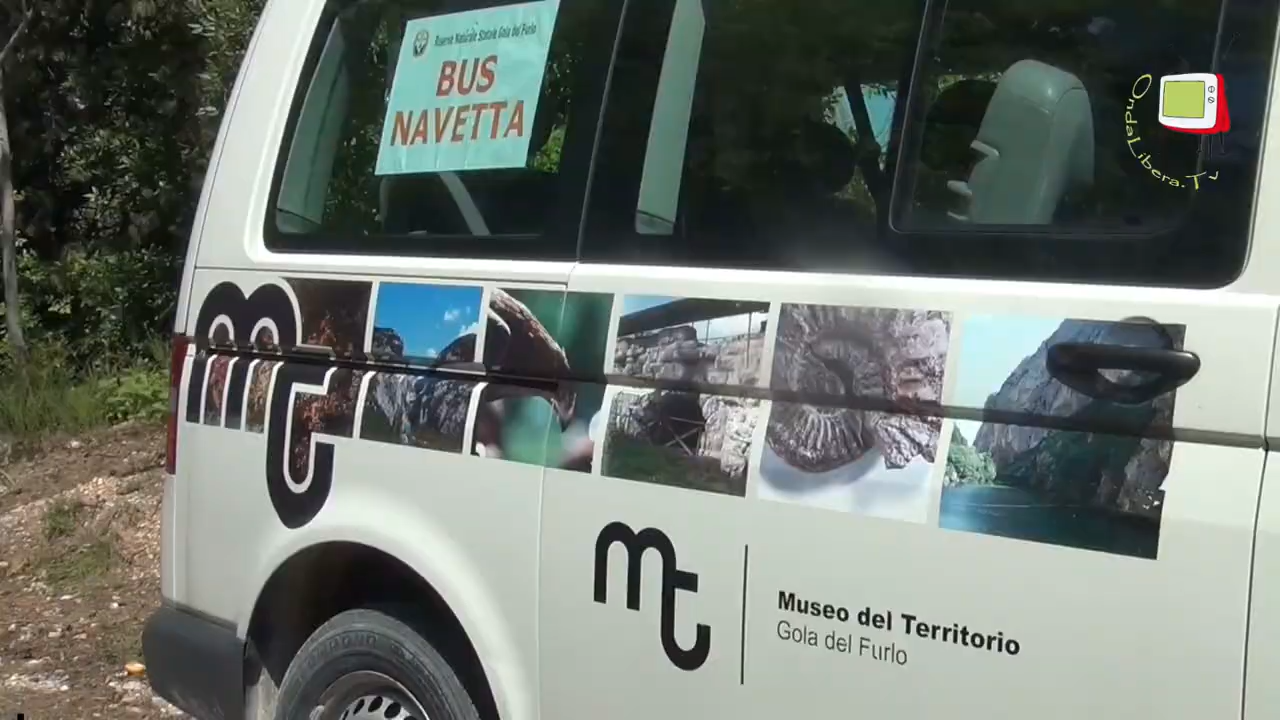 Riserva Naturale Statale Gola del Furlo
BUS
NAVETTA
OndaLibera.Tv
mt
mt
Museo del Territorio
Gola del Furlo